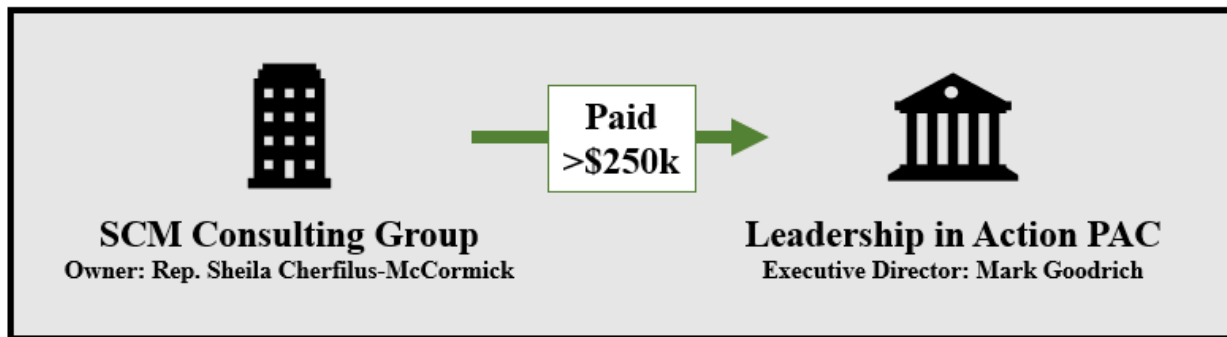 Paid
>$250k
SCM Consulting Group
Owner: Rep. Sheila Cherfilus-McCormick
Leadership in Action PAC
Executive Director: Mark Goodrich